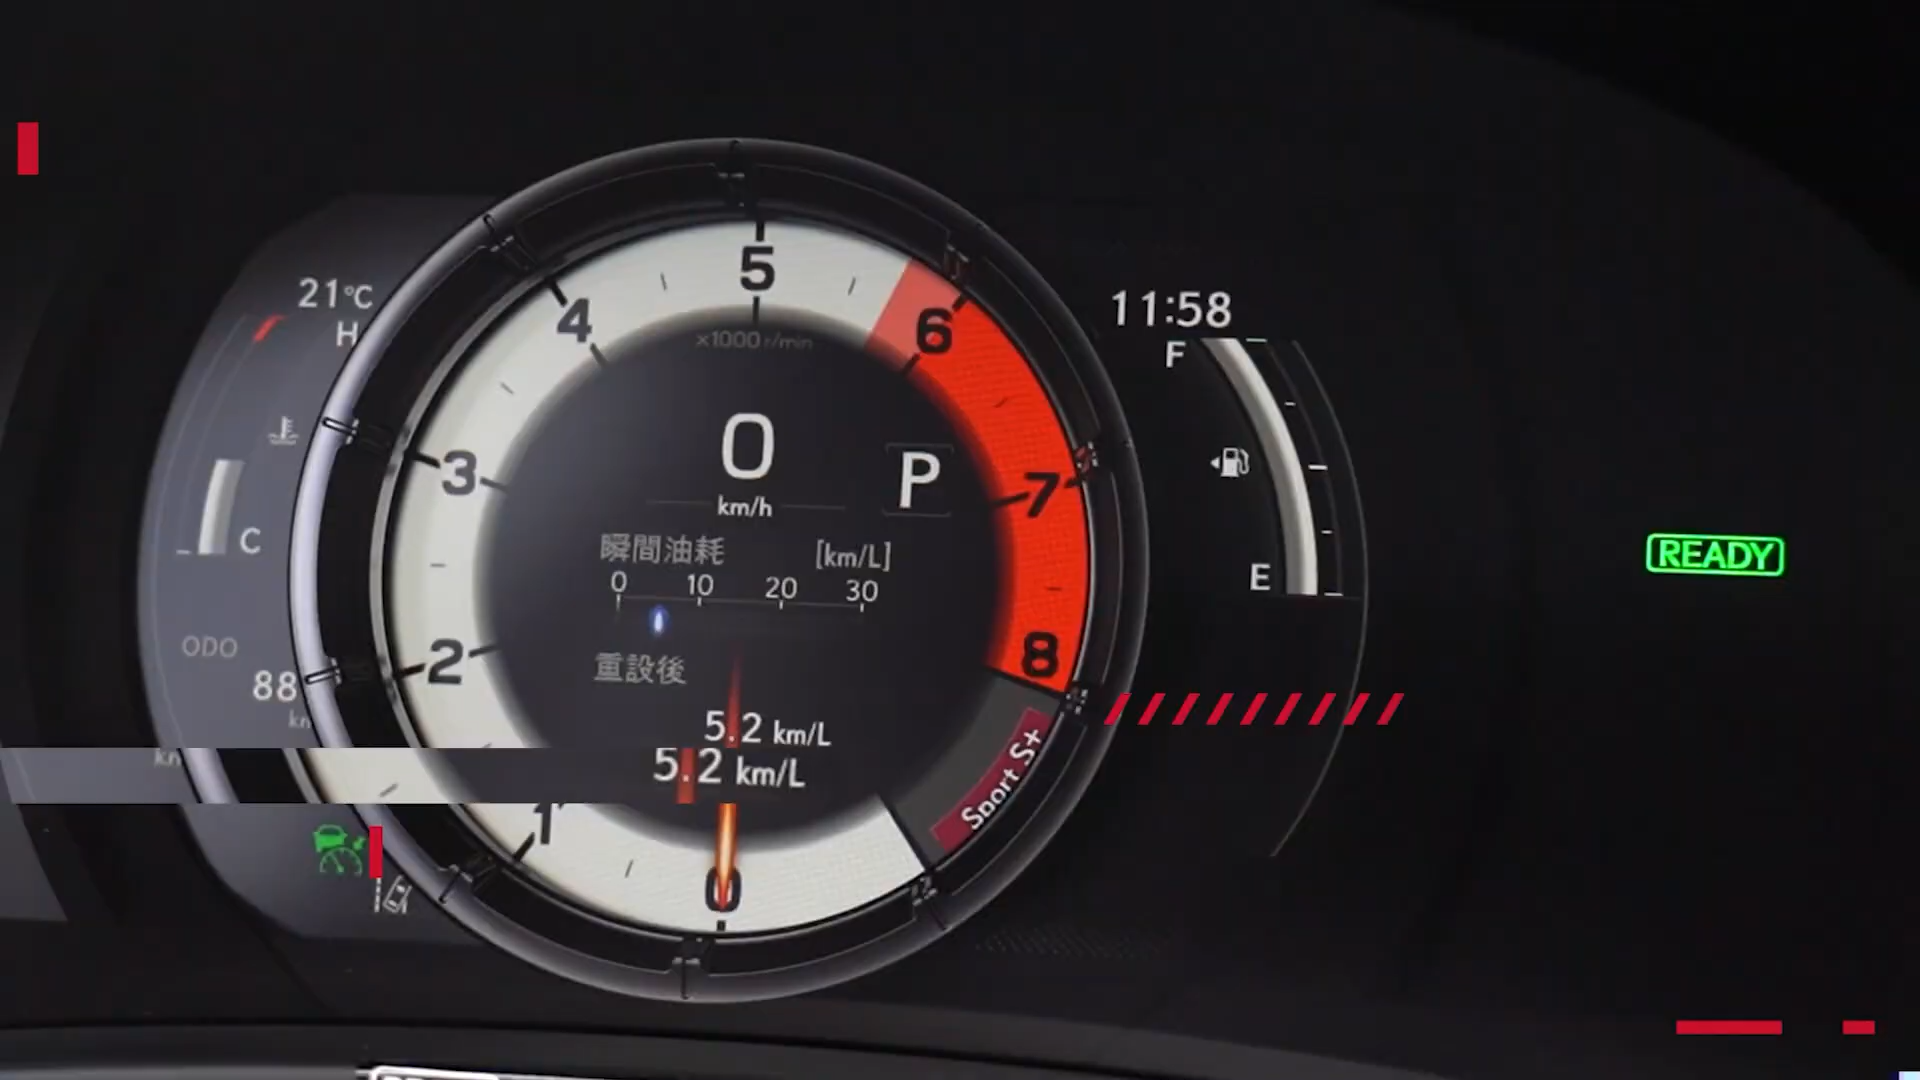 21°C
H
C
ODO
88
km
5
4
6
3
7
2
8
1
0
×1000 r/min
0
km/h
P
瞬間油耗 [km/L]
0 10 20 30
重設後
5.2 km/L
5.2 km/L
Sport S+
11:58
F
E
READY